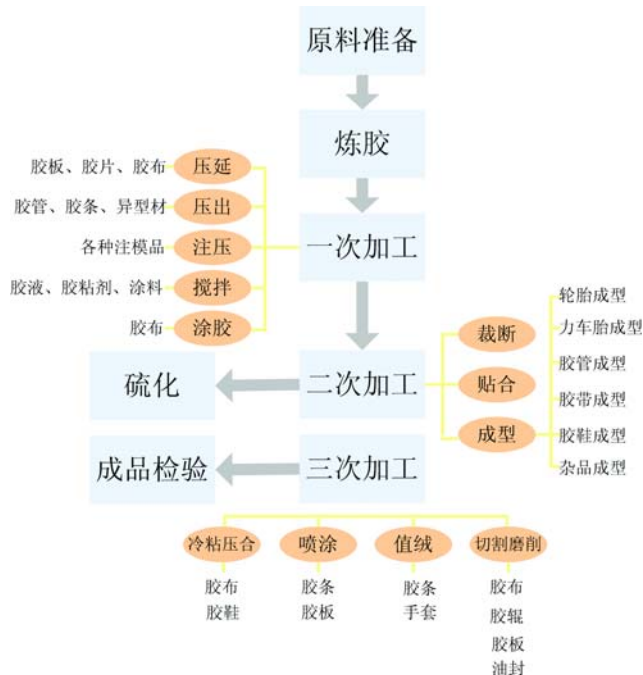 原料准备
炼胶
胶板、胶片、胶布
压延
胶管、胶条、异型材
压出
各种注模品
注压
一次加工
胶液、胶粘剂、涂料
搅拌
胶布
涂胶
硫化
二次加工
裁断
贴合
成型
轮胎成型
力车胎成型
胶管成型
胶带成型
胶鞋成型
杂品成型
成品检验
三次加工
冷粘压合
喷涂
值绒
切割磨削
胶布
胶鞋
胶条
胶板
胶条
手套
胶布
胶辊
胶板
油封